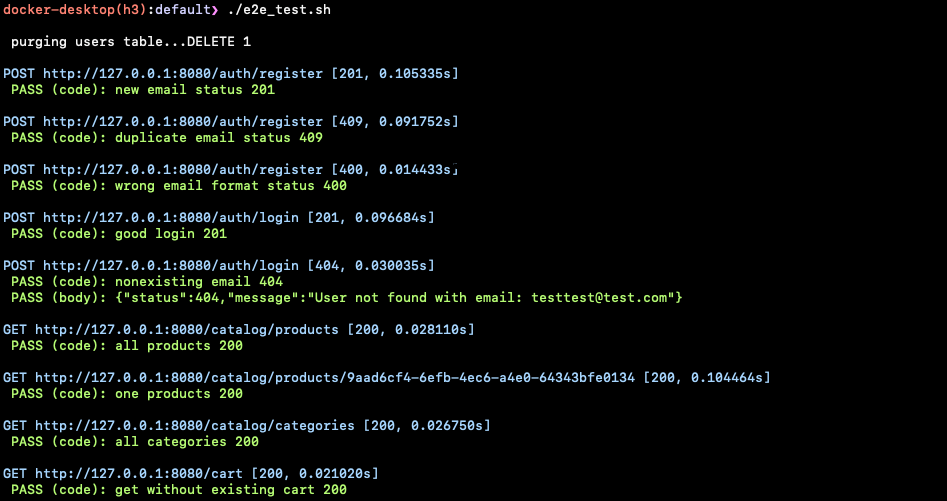 docker-desktop(h3):default❯ ./e2e_test.sh
purging users table...DELETE 1
POST http://127.0.0.1:8080/auth/register [201, 0.105335s]
PASS (code): new email status 201
POST http://127.0.0.1:8080/auth/register [409, 0.091752s]
PASS (code): duplicate email status 409
POST http://127.0.0.1:8080/auth/register [400, 0.014433s]
PASS (code): wrong email format status 400
POST http://127.0.0.1:8080/auth/login [201, 0.096684s]
PASS (code): good login 201
POST http://127.0.0.1:8080/auth/login [404, 0.030035s]
PASS (code): nonexisting email 404
PASS (body): {"status":404,"message":"User not found with email: testtest@test.com"}
GET http://127.0.0.1:8080/catalog/products [200, 0.028110s]
PASS (code): all products 200
GET http://127.0.0.1:8080/catalog/products/9aad6cf4-6efb-4ec6-a4e0-64343bfe0134 [200, 0.104464s]
PASS (code): one products 200
GET http://127.0.0.1:8080/catalog/categories [200, 0.026750s]
PASS (code): all categories 200
GET http://127.0.0.1:8080/cart [200, 0.021020s]
PASS (code): get without existing cart 200